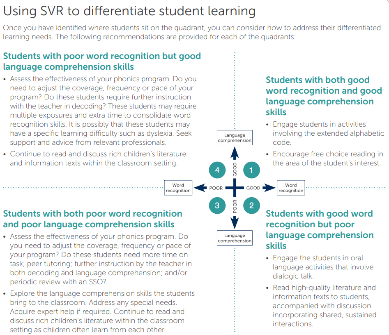 Using SVR to differentiate student learning
Once you have identified where students sit on the quadrant, you can consider how to address their differentiated
learning needs. The following recommendations are provided for each of the quadrants:
Students with poor word recognition but good
language comprehension skills
• Assess the effectiveness of your phonics program. Do
you need to adjust the coverage, frequency or pace of
your program? Do these students require further instruction
with the teacher in decoding? These students may require
multiple exposures and extra time to consolidate word
recognition skills. It is possibly that these students may
have a specific learning difficulty such as dyslexia. Seek
support and advice from relevant professionals.
• Continue to read and discuss rich children's literature
and information texts within the classroom setting.
Students with both good
word recognition and good
language comprehension
skills
• Engage students in activities
involving the extended alphabetic
code.
• Encourage free choice reading in
the area of the student's interest.
Language
comprehension
4
GOOD
1
Word
recognition
POOR
GOOD
Word
recognition
3
POOR
2
Language
comprehension
Students with both poor word recognition
and poor language comprehension skills
• Assess the effectiveness of your phonics program. Do
you need to adjust the coverage, frequency or pace of
your program? Do these students need more time on
task, peer tutoring; further instruction by the teacher in
both decoding and language comprehension; and/or
periodic review with an SSO?
• Explore the language comprehension skills the students
bring to the classroom. Address any special needs.
Acquire expert help if required. Continue to read and
discuss rich children's literature within the classroom
setting as children often learn from each other
Students with good word
recognition but poor
language comprehension
skills
• Engage the students in oral
language activities that involve
dialogic talk.
• Read high-quality literature and
information texts to students,
accompanied with discussion
incorporating shared, sustained
interactions.